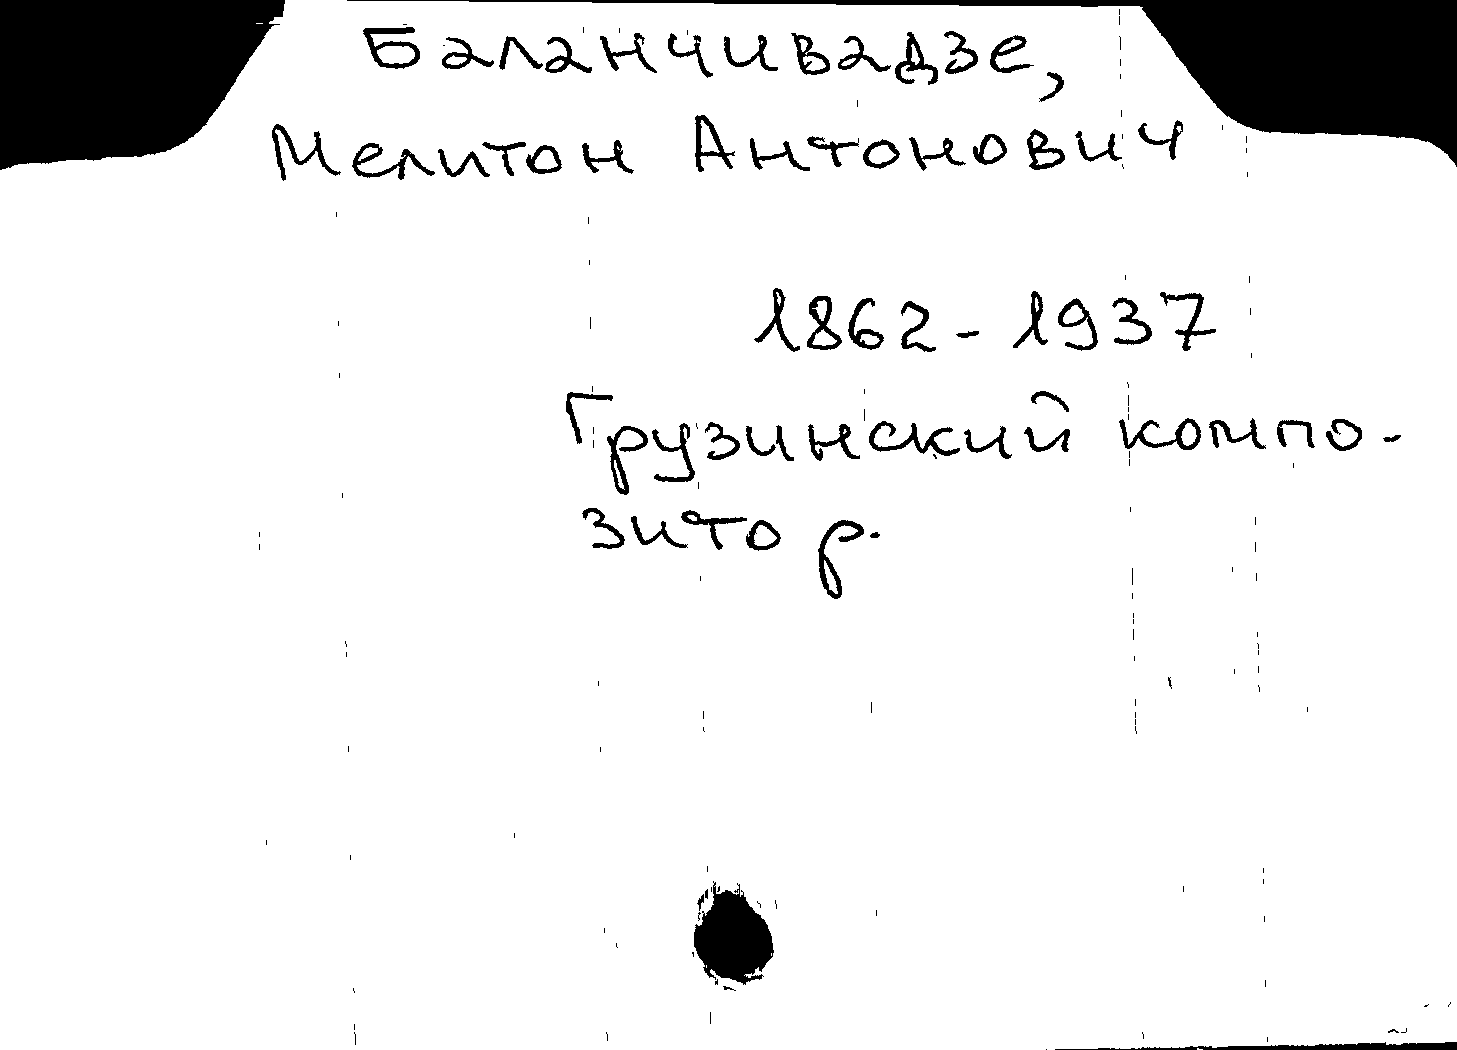 Баланчивадзе,
Мелитон Антонович
1862-1937
Грузинский компо-
зитор.